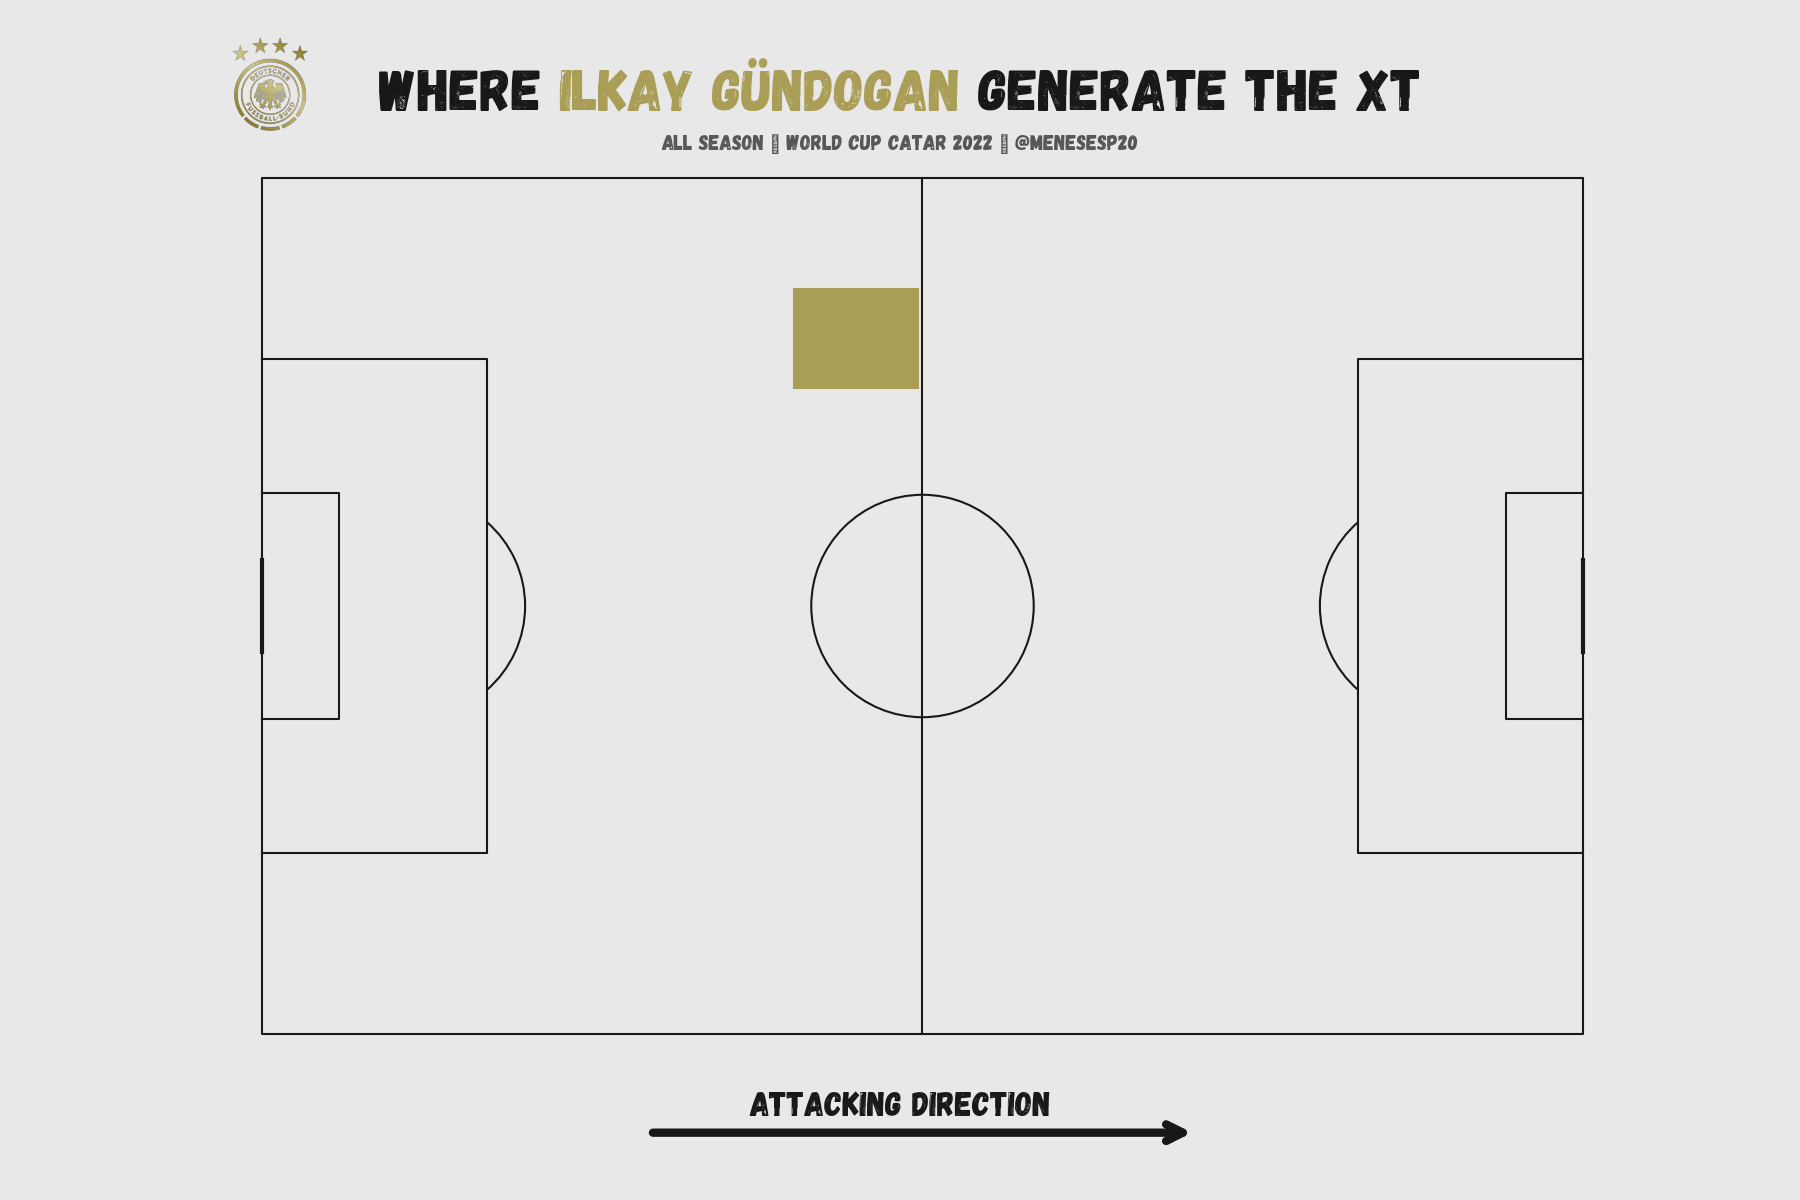 DEUTSCHER
FUSSBALL-BUND
WHERE ILKAY GÜNDOGAN GENERATE THE XT
ALL SEASON WORLD CUP CATAR 2022 @MENESESP20
ATTACKING DIRECTION